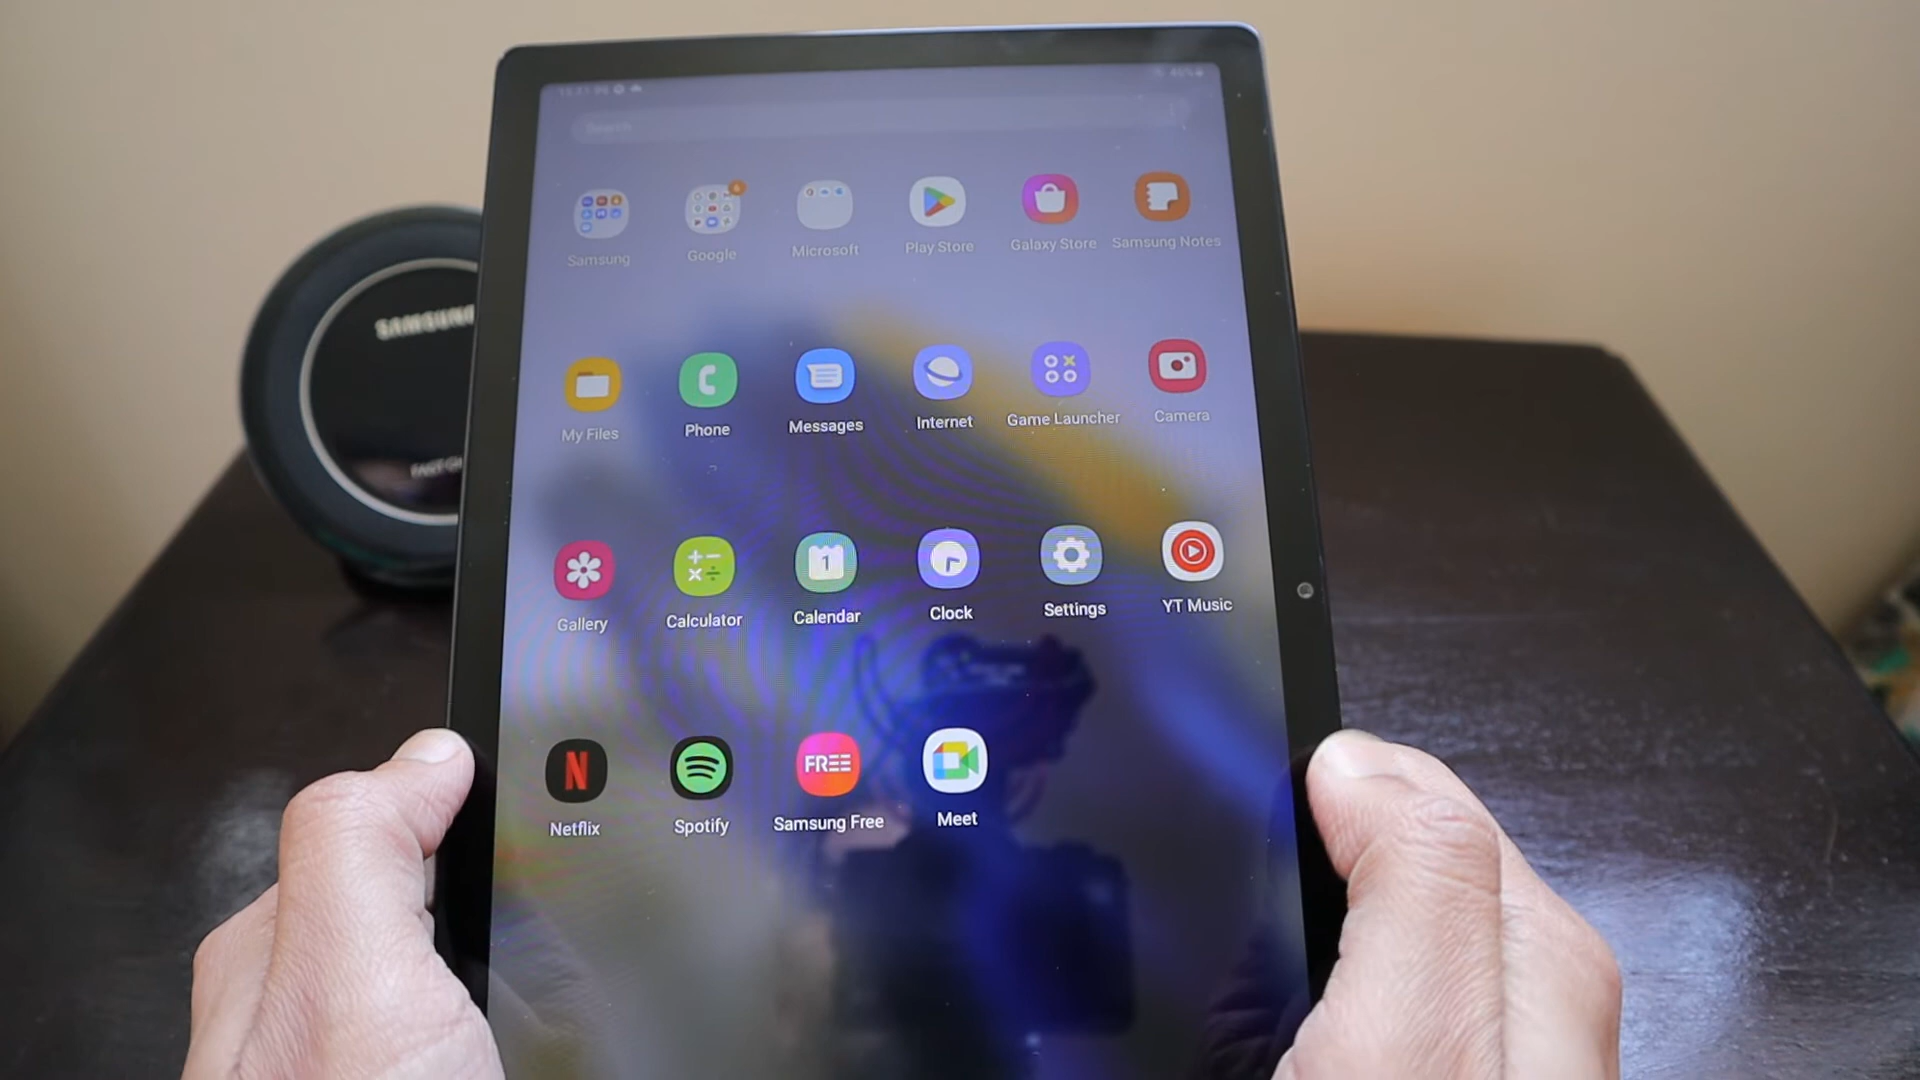 Search
Samsung Google Microsoft Play Store Galaxy Store Samsung Notes
SAMSUNG
My Files Phone Messages Internet Game Launcher Camera
1
Gallery Calculator Calendar Clock Settings YT Music
N
FREE
Netflix Spotify Samsung Free Meet